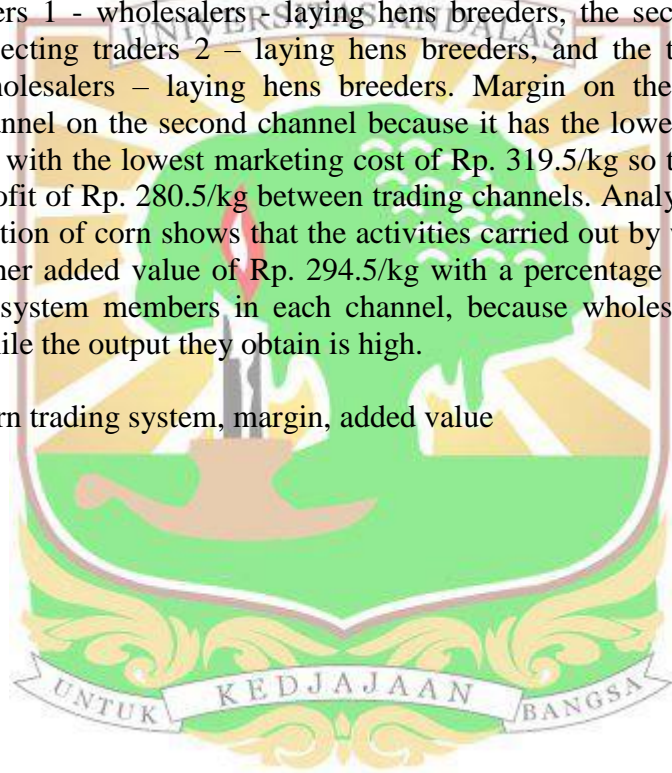 ers 1 - wholesalers - laying hens breeders, the sec
ecting traders 2 – laying hens breeders, and the t
holesalers – laying hens breeders. Margin on the
annel on the second channel because it has the lowe
with the lowest marketing cost of Rp. 319.5/kg so t
ofit of Rp. 280.5/kg between trading channels. Analy
tion of corn shows that the activities carried out by
her added value of Rp. 294.5/kg with a percentage
system members in each channel, because wholes
ile the output they obtain is high.
rn trading system, margin, added value
UNIVERSITAS ANDALAS
UNTUK KEDJAJAAN BANGSA